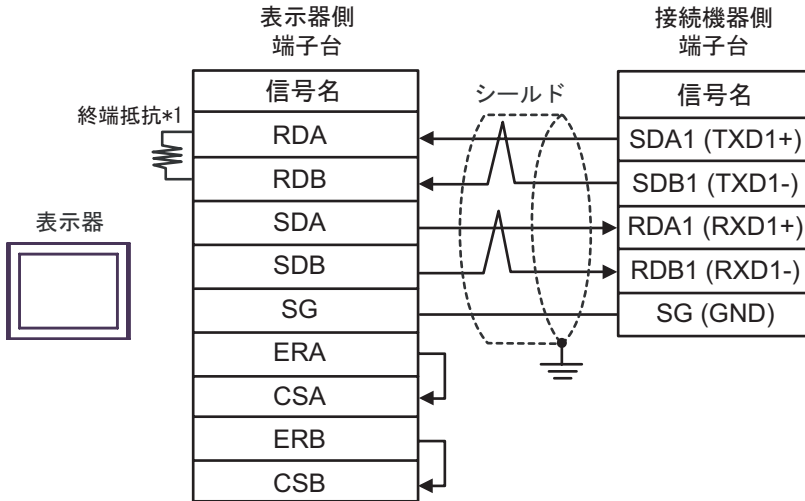 表示器側
端子台
接続機器側
端子台
終端抵抗*1
表示器
信号名
RDA
RDB
SDA
SDB
SG
ERA
CSA
ERB
CSB
シールド
信号名
SDA1 (TXD1+)
SDB1 (TXD1-)
RDA1 (RXD1+)
RDB1 (RXD1-)
SG (GND)